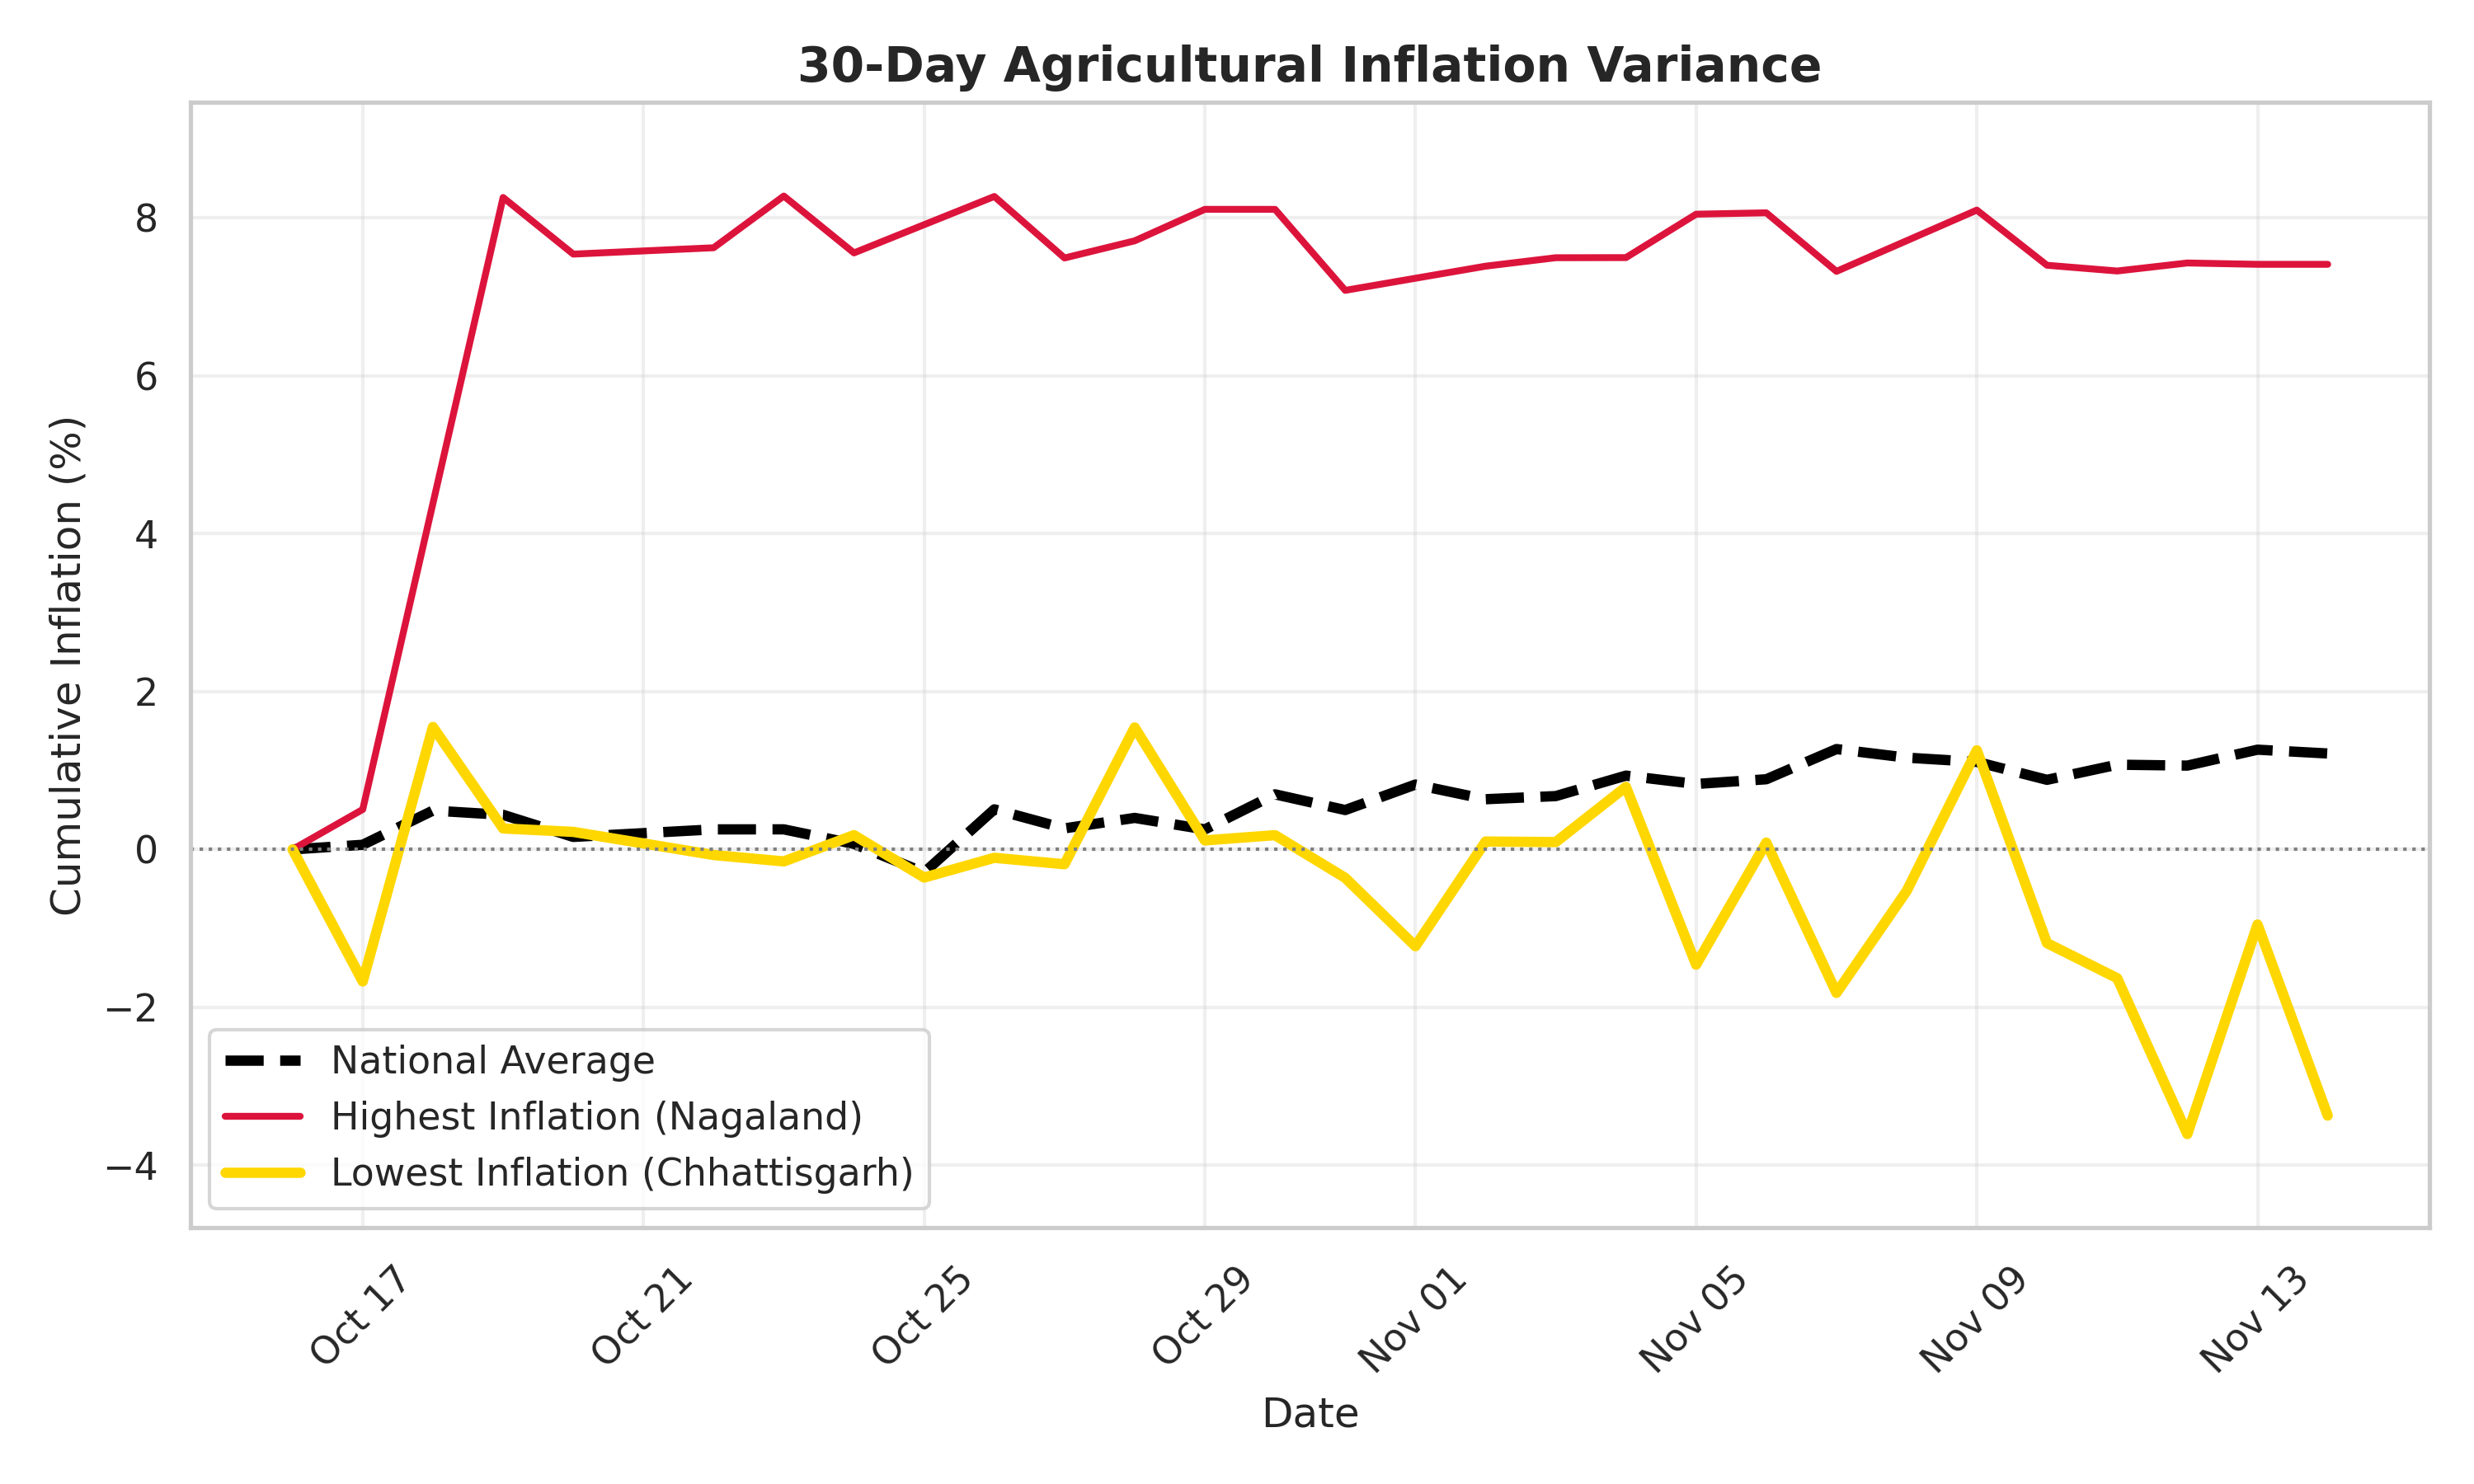 30-Day Agricultural Inflation Variance
Cumulative Inflation (%)
8
6
4
2
0
−2
−4
National Average
Highest Inflation (Nagaland)
Lowest Inflation (Chhattisgarh)
Oct 17
Oct 21
Oct 25
Oct 29
Nov 01
Nov 05
Nov 09
Nov 13
Date